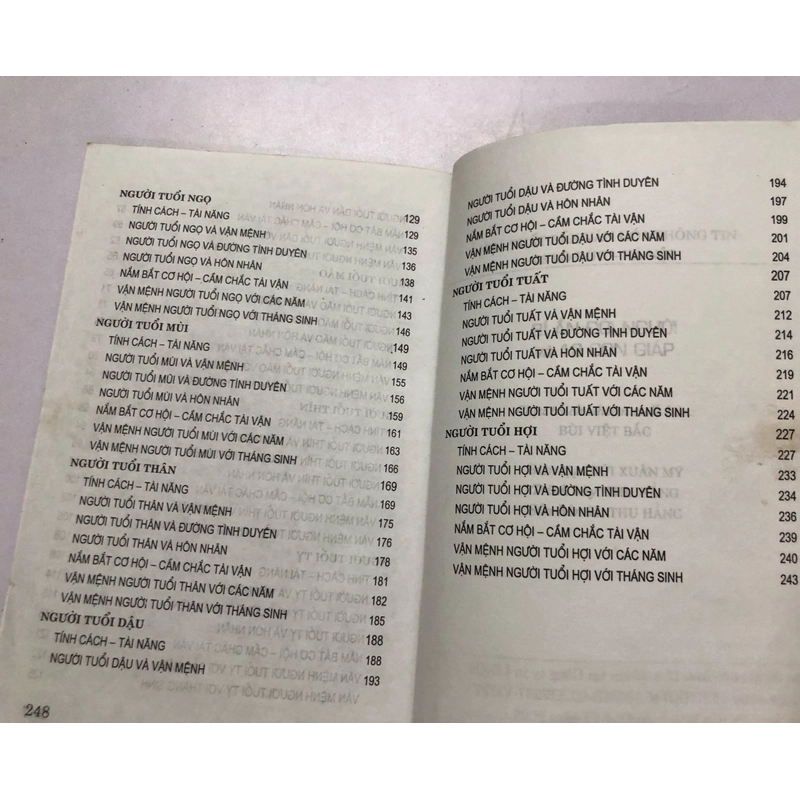 NGƯỜI TUỔI NGỌ 129
TÍNH CÁCH – TÀI NĂNG 129
NGƯỜI TUỔI NGỌ VÀ VẬN MỆNH 135
NGƯỜI TUỔI NGỌ VÀ ĐƯỜNG TÌNH DUYÊN 136
NGƯỜI TUỔI NGỌ VÀ HÔN NHÂN 138
NẮM BẮT CƠ HỘI – CẦM CHẮC TÀI VẬN 141
VẬN MỆNH NGƯỜI TUỔI NGỌ VỚI CÁC NĂM 143
VẬN MỆNH NGƯỜI TUỔI NGỌ VỚI THÁNG SINH 146
NGƯỜI TUỔI MÙI 149
TÍNH CÁCH – TÀI NĂNG 149
NGƯỜI TUỔI MÙI VÀ VẬN MỆNH 155
NGƯỜI TUỔI MÙI VÀ ĐƯỜNG TÌNH DUYÊN 156
NGƯỜI TUỔI MÙI VÀ HÔN NHÂN 159
NẮM BẮT CƠ HỘI – CẦM CHẮC TÀI VẬN 161
VẬN MỆNH NGƯỜI TUỔI MÙI VỚI CÁC NĂM 163
VẬN MỆNH NGƯỜI TUỔI MÙI VỚI THÁNG SINH 166
NGƯỜI TUỔI THÂN 169
TÍNH CÁCH – TÀI NĂNG 169
NGƯỜI TUỔI THÂN VÀ VẬN MỆNH 175
NGƯỜI TUỔI THÂN VÀ ĐƯỜNG TÌNH DUYÊN 176
NGƯỜI TUỔI THÂN VÀ HÔN NHÂN 178
NẮM BẮT CƠ HỘI – CẦM CHẮC TÀI VẬN 181
VẬN MỆNH NGƯỜI TUỔI THÂN VỚI CÁC NĂM 182
VẬN MỆNH NGƯỜI TUỔI THÂN VỚI THÁNG SINH 185
NGƯỜI TUỔI DẬU 188
TÍNH CÁCH – TÀI NĂNG 188
NGƯỜI TUỔI DẬU VÀ VẬN MỆNH 193
248
NGƯỜI TUỔI DẬU VÀ ĐƯỜNG TÌNH DUYÊN 194
NGƯỜI TUỔI DẬU VÀ HÔN NHÂN 197
NẮM BẮT CƠ HỘI – CẦM CHẮC TÀI VẬN 199
VẬN MỆNH NGƯỜI TUỔI DẬU VỚI CÁC NĂM 201
VẬN MỆNH NGƯỜI TUỔI DẬU VỚI THÁNG SINH 204
NGƯỜI TUỔI TUẤT 207
TÍNH CÁCH – TÀI NĂNG 207
NGƯỜI TUỔI TUẤT VÀ VẬN MỆNH 212
NGƯỜI TUỔI TUẤT VÀ ĐƯỜNG TÌNH DUYÊN 214
NGƯỜI TUỔI TUẤT VÀ HÔN NHÂN 216
NẮM BẮT CƠ HỘI – CẦM CHẮC TÀI VẬN 219
VẬN MỆNH NGƯỜI TUỔI TUẤT VỚI CÁC NĂM 221
VẬN MỆNH NGƯỜI TUỔI TUẤT VỚI THÁNG SINH 224
NGƯỜI TUỔI HỢI 227
TÍNH CÁCH – TÀI NĂNG 227
NGƯỜI TUỔI HỢI VÀ VẬN MỆNH 233
NGƯỜI TUỔI HỢI VÀ ĐƯỜNG TÌNH DUYÊN 234
NGƯỜI TUỔI HỢI VÀ HÔN NHÂN 236
NẮM BẮT CƠ HỘI – CẦM CHẮC TÀI VẬN 239
VẬN MỆNH NGƯỜI TUỔI HỢI VỚI CÁC NĂM 240
VẬN MỆNH NGƯỜI TUỔI HỢI VỚI THÁNG SINH 243